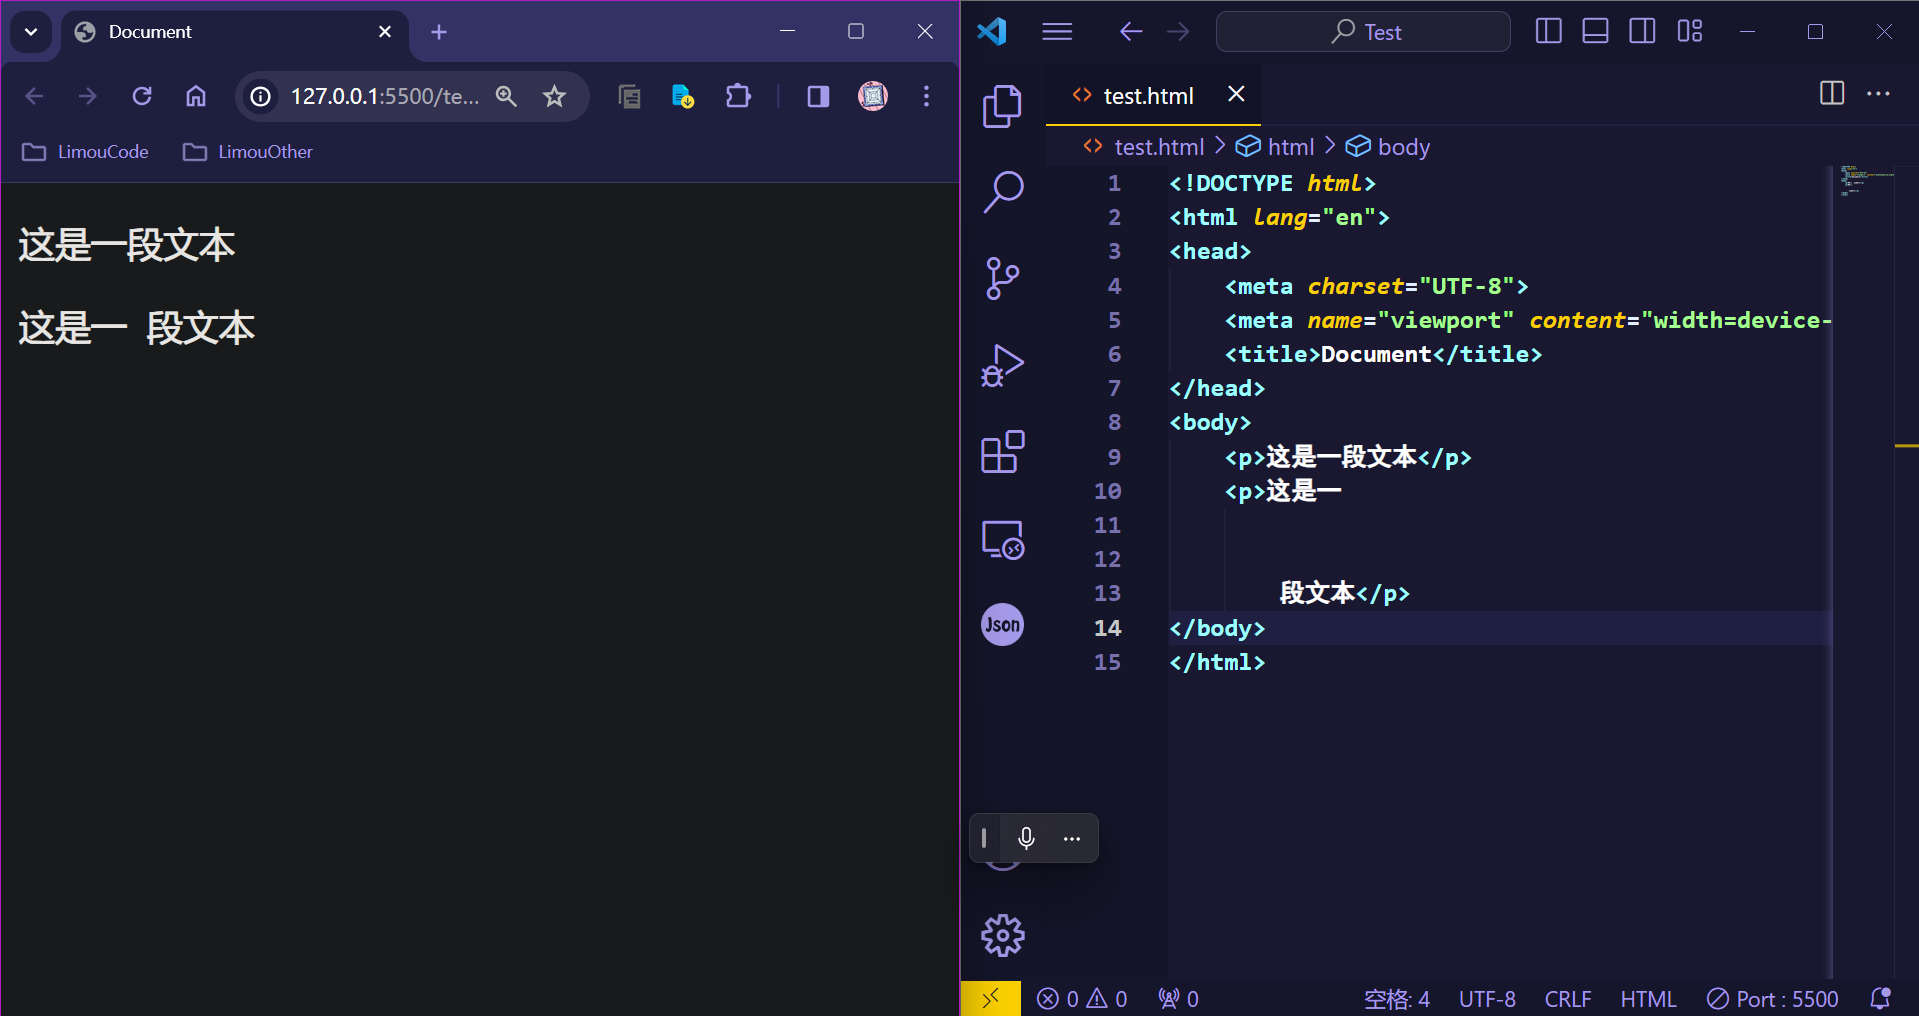 Document
127.0.0.1:5500/te...
LimouCode
LimouOther
这是一段文本
这是一 段文本
Test
test.html
test.html > html > body
1 <!DOCTYPE html>
2 <html lang="en">
3 <head>
4 <meta charset="UTF-8">
5 <meta name="viewport" content="width=device-
6 <title>Document</title>
7 </head>
8 <body>
9 <p>这是一段文本</p>
10 <p>这是一
11
12
13 段文本</p>
14 </body>
15 </html>
Json
0 0 0 空格: 4 UTF-8 CRLF HTML Port : 5500